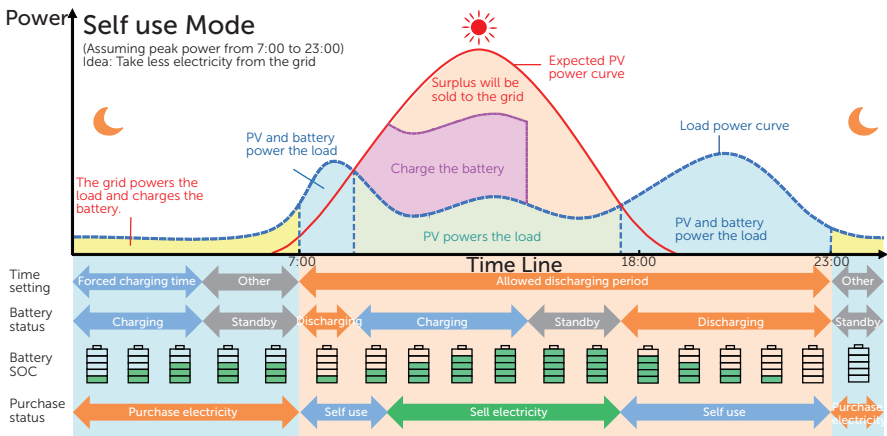 Power
Self use Mode
(Assuming peak power from 7:00 to 23:00)
Idea: Take less electricity from the grid
Expected PV
power curve
Surplus will be
sold to the grid
PV and battery
power the load
Load power curve
Charge the battery
The grid powers the
load and charges the
battery.
PV powers the load
PV and battery
power the load
7:00
Time Line
18:00
23:00
Time
setting
Forced charging time
Other
Allowed discharging period
Other
Battery
status
Charging
Standby
Discharging
Charging
Standby
Discharging
Standby
Battery
SOC
Purchase
status
Purchase electricity
Self use
Sell electricity
Self use
Purchase
electricity